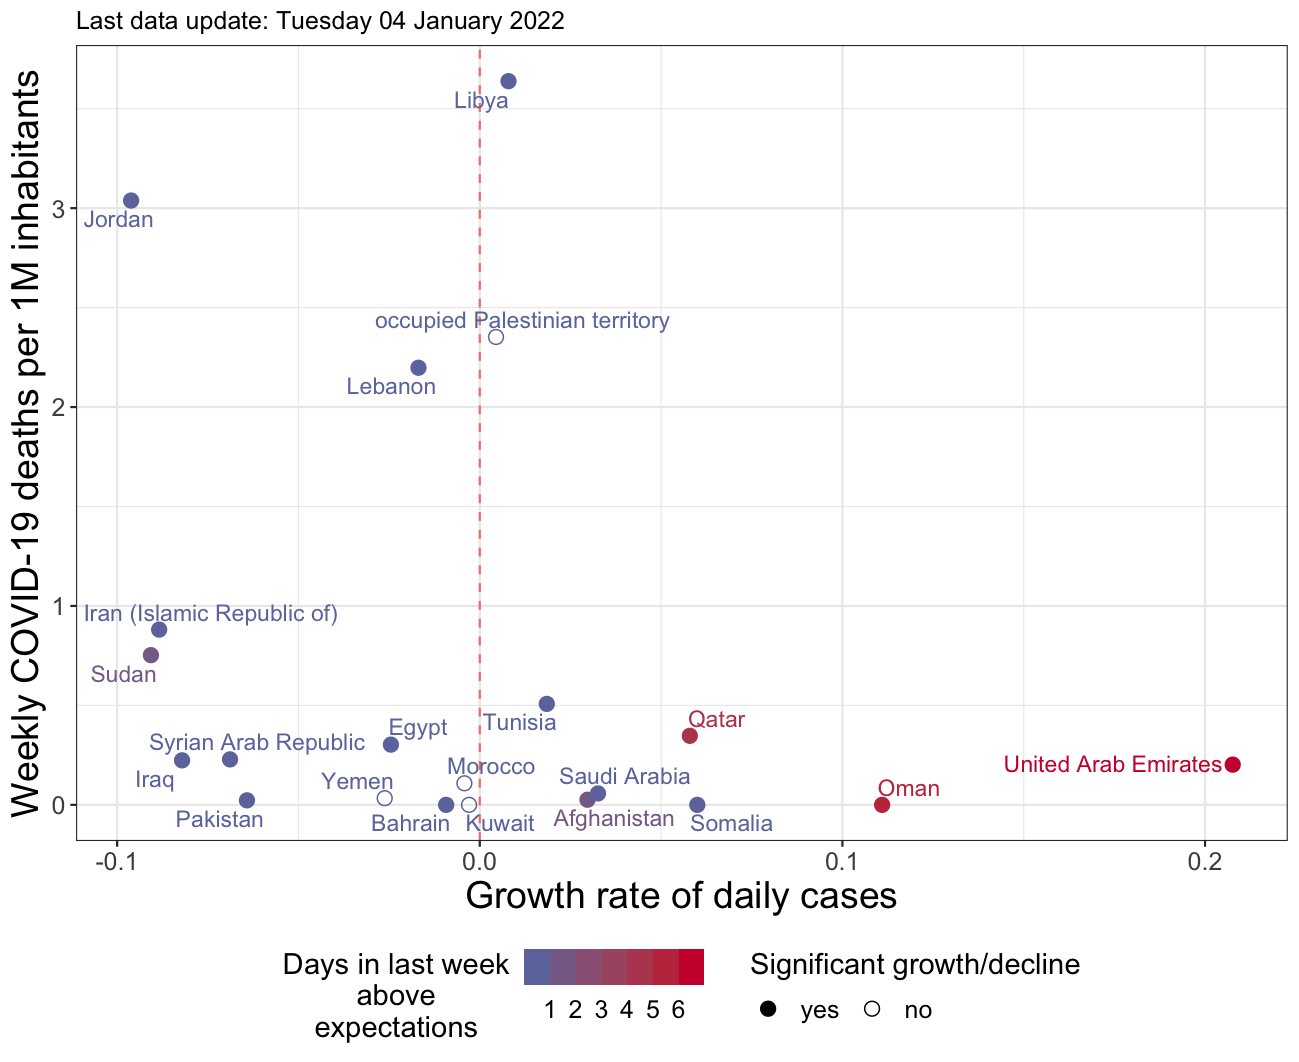 Last data update: Tuesday 04 January 2022
Weekly COVID-19 deaths per 1M inhabitants
Libya
3
Jordan
occupied Palestinian territory
Lebanon
2
1
Iran (Islamic Republic of)
Sudan
Tunisia
Qatar
Egypt
Syrian Arab Republic
Iraq
Yemen
Morocco
Saudi Arabia
United Arab Emirates
Oman
0
Pakistan
Bahrain
Kuwait
Afghanistan
Somalia
-0.1 0.0 0.1 0.2
Growth rate of daily cases
Days in last week
above
expectations
1 2 3 4 5 6
Significant growth/decline
yes no